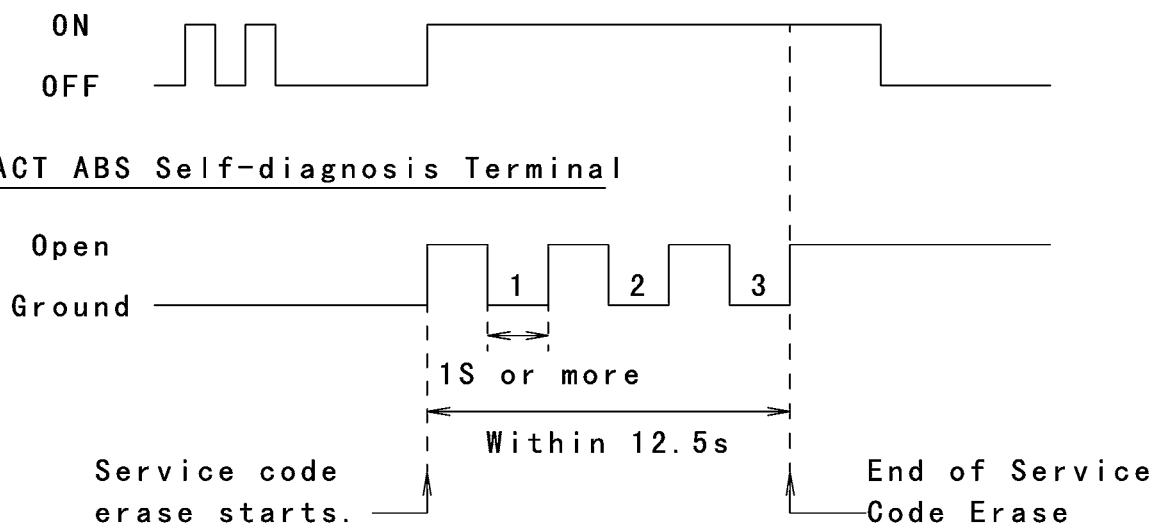 ON
OFF
ACT ABS Self-diagnosis Terminal
Open
Ground
1
2
3
1S or more
Within 12.5s
Service code
erase starts.
End of Service
Code Erase